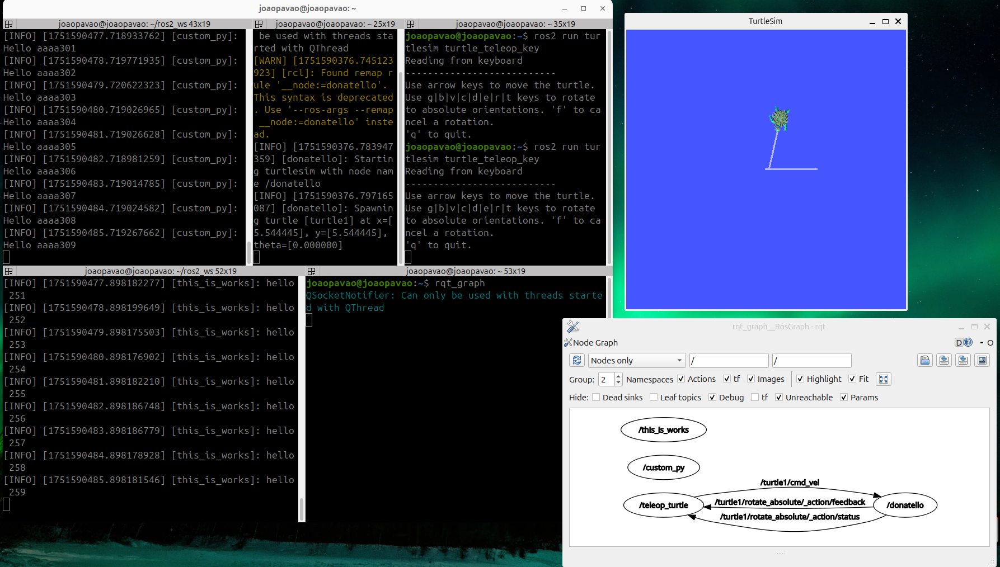 joaopavao@joaopavao: ~
joaopavao@joaopavao: ~/ros2_ws 43x19
[INFO] [1751590477.718933762] [custom_py]:
Hello aaaa301
[INFO] [1751590478.719771935] [custom_py]:
Hello aaaa302
[INFO] [1751590479.720622323] [custom_py]:
Hello aaaa303
[INFO] [1751590480.719026965] [custom_py]:
Hello aaaa304
[INFO] [1751590481.719026628] [custom_py]:
Hello aaaa305
[INFO] [1751590482.718981259] [custom_py]:
Hello aaaa306
[INFO] [1751590483.719014785] [custom_py]:
Hello aaaa307
[INFO] [1751590484.719024582] [custom_py]:
Hello aaaa308
[INFO] [1751590485.719267662] [custom_py]:
Hello aaaa309
joaopavao@joaopavao: ~ 25x19
be used with threads sta
rted with QThread
[WARN] [1751590376.745123
923] [rcl]: Found remap r
ule '__node:=donatello'.
This syntax is deprecated
. Use '--ros-args --remap
__node:=donatello' inste
ad.
[INFO] [1751590376.783947
359] [donatello]: Startin
g turtlesim with node nam
e /donatello
[INFO] [1751590376.797165
087] [donatello]: Spawnin
g turtle [turtle1] at x=[
5.544445], y=[5.544445],
theta=[0.000000]
joaopavao@joaopavao: ~ 35x19
joaopavao@joaopavao:~$ ros2 run tur
tlesim turtle_teleop_key
Reading from keyboard
---------------------------
Use arrow keys to move the turtle.
Use g|b|v|c|d|e|r|t keys to rotate
to absolute orientations. 'f' to ca
ncel a rotation.
'q' to quit.
joaopavao@joaopavao:~$ ros2 run tur
tlesim turtle_teleop_key
Reading from keyboard
---------------------------
Use arrow keys to move the turtle.
Use g|b|v|c|d|e|r|t keys to rotate
to absolute orientations. 'f' to ca
ncel a rotation.
'q' to quit.
joaopavao@joaopavao: ~/ros2_ws 52x19
[INFO] [1751590477.898182277] [this_is_works]: hello
251
[INFO] [1751590478.898199649] [this_is_works]: hello
252
[INFO] [1751590479.898175503] [this_is_works]: hello
253
[INFO] [1751590480.898176902] [this_is_works]: hello
254
[INFO] [1751590481.898182210] [this_is_works]: hello
255
[INFO] [1751590482.898186748] [this_is_works]: hello
256
[INFO] [1751590483.898186779] [this_is_works]: hello
257
[INFO] [1751590484.898178928] [this_is_works]: hello
258
[INFO] [1751590485.898181546] [this_is_works]: hello
259
joaopavao@joaopavao: ~ 53x19
joaopavao@joaopavao:~$ rqt_graph
QSocketNotifier: Can only be used with threads starte
d with QThread
TurtleSim
rqt_graph__RosGraph - rqt
Node Graph
D ? - O
Nodes only / /
Group: 2 Namespaces Actions tf Images Highlight Fit
Hide: Dead sinks Leaf topics Debug tf Unreachable Params
/this_is_works
/custom_py
/turtle1/cmd_vel
/teleop_turtle
/turtle1/rotate_absolute/_action/feedback
/donatello
/turtle1/rotate_absolute/_action/status